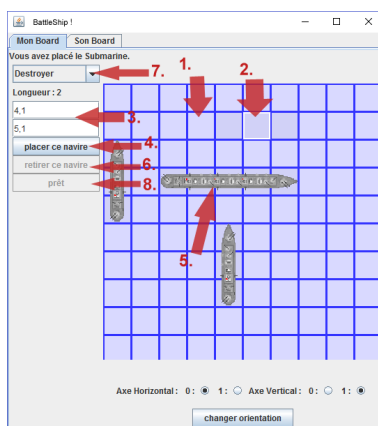 BattleShip !
Mon Board Son Board
Vous avez placé le Submarine.
Destroyer
7.
1.
2.
Longueur : 2
4,1
3.
5,1
placer ce navire
4.
retirer ce navire
6.
prêt
8.
5.
Axe Horizontal : 0 : 1 : Axe Vertical : 0 : 1 :
changer orientation